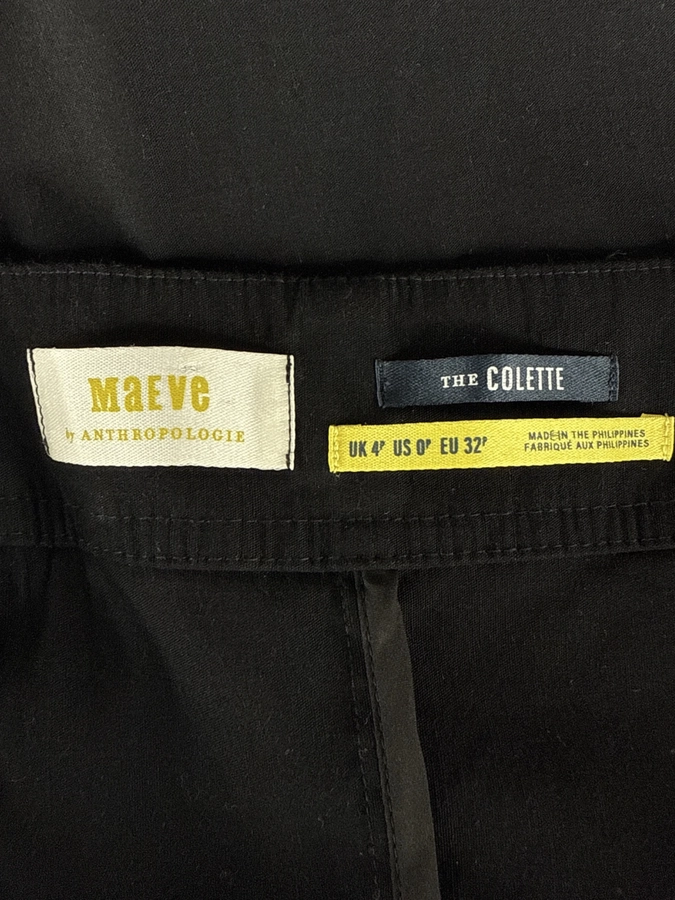 MaEVe
by ANTHROPOLOGIE
THE COLETTE
UK 4P US 0P EU 32P
MADE IN THE PHILIPPINES
FABRIQUÉ AUX PHILIPPINES